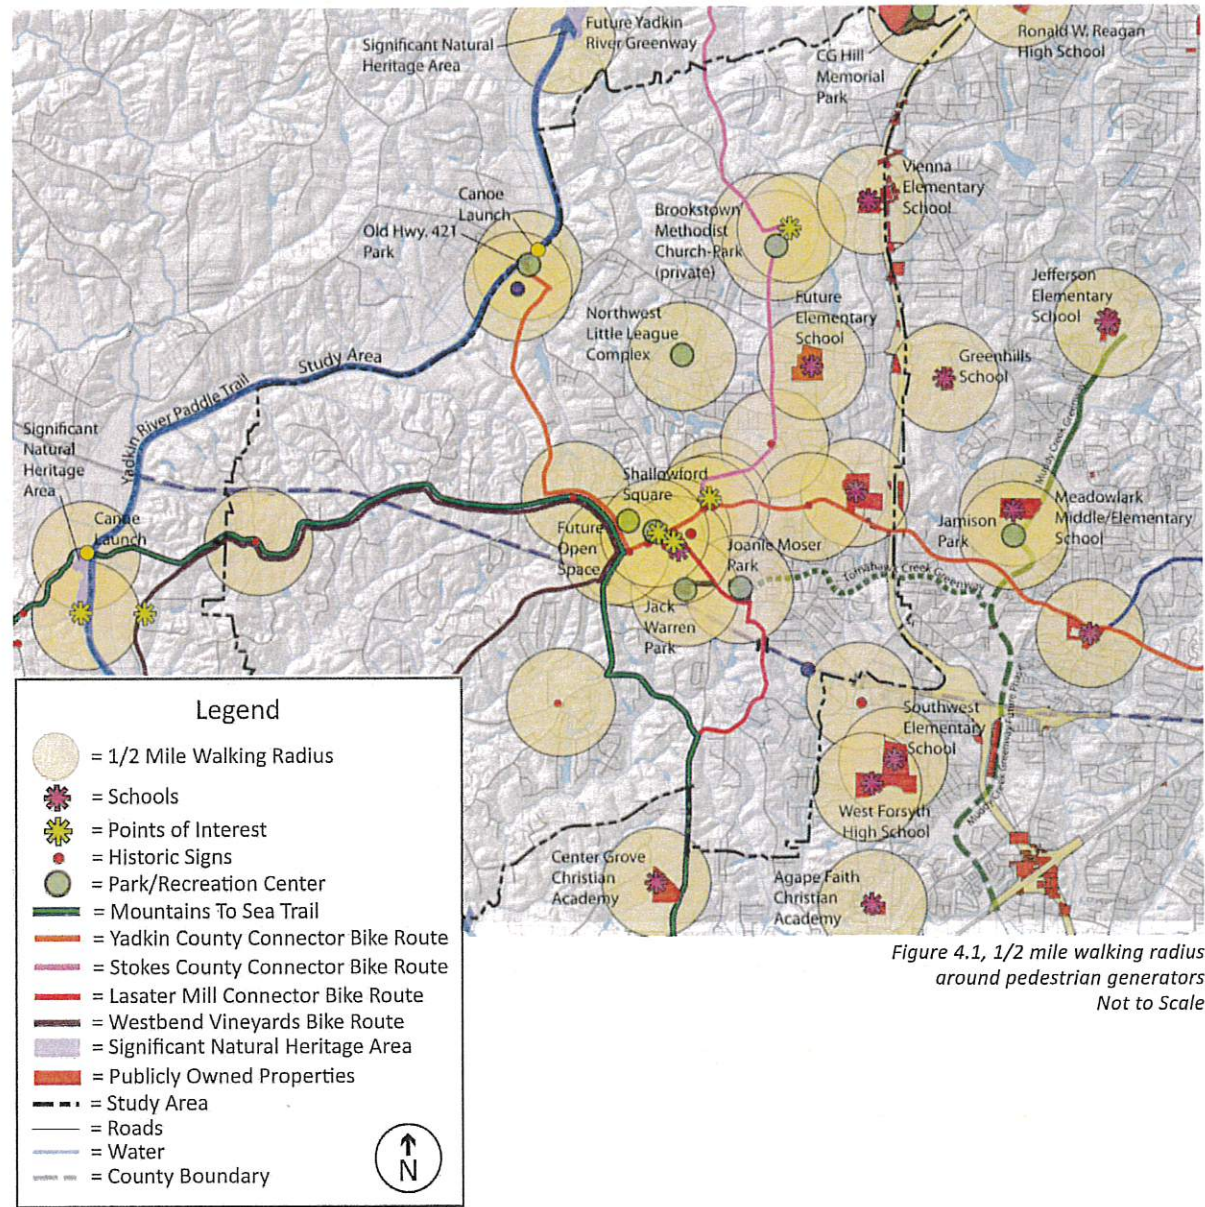 Significant Natural
Heritage Area
Future Yadkin
River Greenway
CG Hill
Memorial
Park
Ronald W. Reagan
High School
Vienna
Elementary
School
Canoe
Launch
Old Hwy. 421
Park
Brookstown
Methodist
Church-Park
(private)
Jefferson
Elementary
School
Northwest
Little League
Complex
Future
Elementary
School
Greenhills
School
Study Area
Yadkin River Paddle Trail
Muddy Creek Greenway
Significant
Natural
Heritage
Area
Canoe
Launch
Shallowford
Square
Future
Open
Space
Jamison
Park
Meadowlark
Middle/Elementary
School
Joanie Moser
Park
Tomahawk Creek Greenway
Jack
Warren
Park
Southwest
Elementary
School
Muddy Creek Greenway Future Phase
West Forsyth
High School
Center Grove
Christian
Academy
Agape Faith
Christian
Academy
Legend
= 1/2 Mile Walking Radius
= Schools
= Points of Interest
= Historic Signs
= Park/Recreation Center
= Mountains To Sea Trail
= Yadkin County Connector Bike Route
= Stokes County Connector Bike Route
= Lasater Mill Connector Bike Route
= Westbend Vineyards Bike Route
= Significant Natural Heritage Area
= Publicly Owned Properties
= Study Area
= Roads
= Water
= County Boundary
N
Figure 4.1, 1/2 mile walking radius
around pedestrian generators
Not to Scale